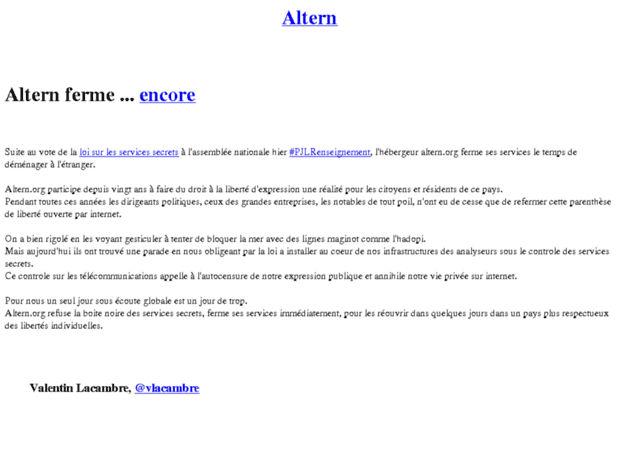 Altern
Altern ferme ... encore
Suite au vote de la loi sur les services secrets à l'assemblée nationale hier #PJLRenseignement, l'hébergeur altern.org ferme ses services le temps de
déménager à l'étranger.
Altern.org participe depuis vingt ans à faire du droit à la liberté d'expression une réalité pour les citoyens et résidents de ce pays.
Pendant toutes ces années les dirigeants politiques, ceux des grandes entreprises, les notables de tout poil, n'ont eu de cesse que de refermer cette parenthèse
de liberté ouverte par internet.
On a bien rigolé en les voyant gesticuler à tenter de bloquer la mer avec des lignes maginot comme l'hadopi.
Mais aujourd'hui ils ont trouvé une parade en nous obligeant par la loi a installer au coeur de nos infrastructures des analyseurs sous le controle des services
secrets.
Ce controle sur les télécommunications appelle à l'autocensure de notre expression publique et annihile notre vie privée sur internet.
Pour nous un seul jour sous écoute globale est un jour de trop.
Altern.org refuse la boite noire des services secrets, ferme ses services immédiatement, pour les réouvrir dans quelques jours dans un pays plus respectueux
des libertés individuelles.
Valentin Lacambre, @vlacambre